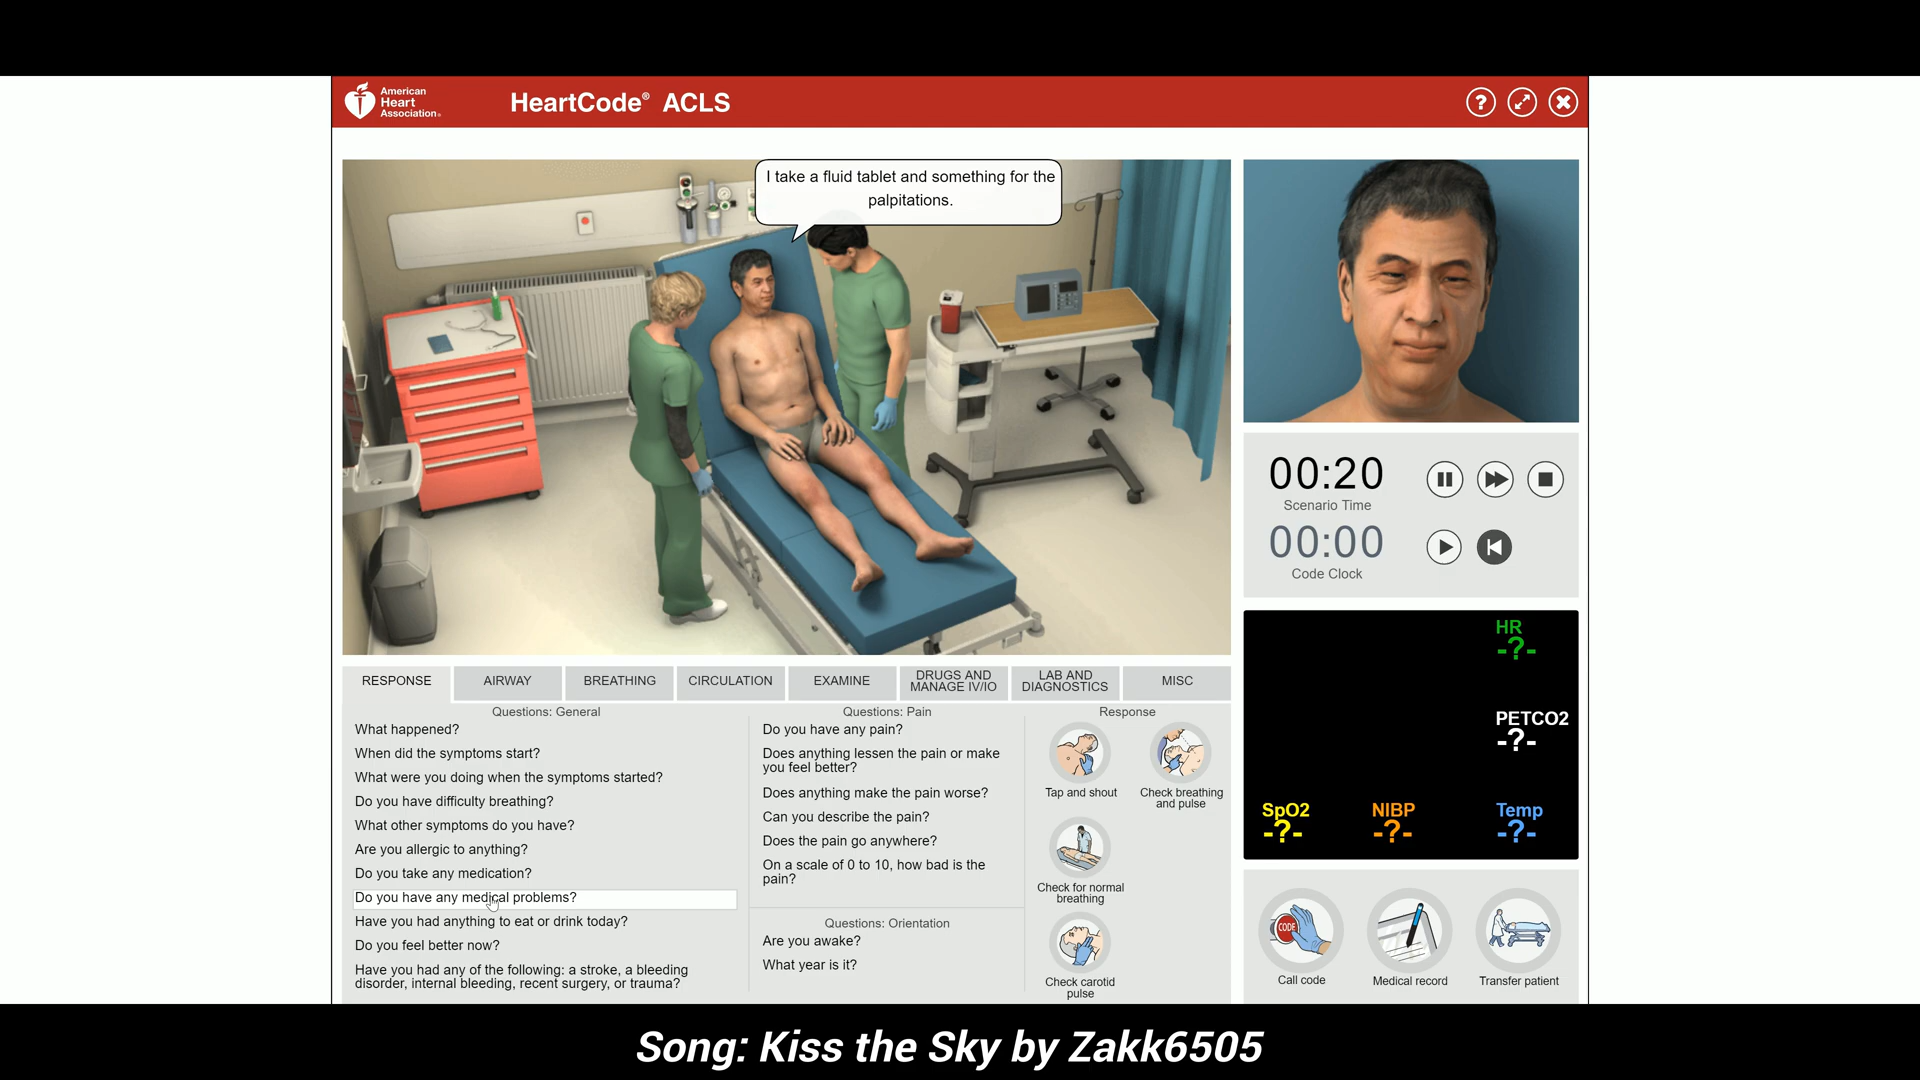 American
Heart
Association®
HeartCode® ACLS
?
I take a fluid tablet and something for the
palpitations.
00:20
Scenario Time
00:00
Code Clock
HR
-?-
PETCO2
-?-
SpO2
-?-
NIBP
-?-
Temp
-?-
RESPONSE
AIRWAY
BREATHING
CIRCULATION
EXAMINE
DRUGS AND
MANAGE IV/IO
LAB AND
DIAGNOSTICS
MISC
Questions: General
What happened?
When did the symptoms start?
What were you doing when the symptoms started?
Do you have difficulty breathing?
What other symptoms do you have?
Are you allergic to anything?
Do you take any medication?
Do you have any medical problems?
Have you had anything to eat or drink today?
Do you feel better now?
Have you had any of the following: a stroke, a bleeding
disorder, internal bleeding, recent surgery, or trauma?
Questions: Pain
Do you have any pain?
Does anything lessen the pain or make
you feel better?
Does anything make the pain worse?
Can you describe the pain?
Does the pain go anywhere?
On a scale of 0 to 10, how bad is the
pain?
Questions: Orientation
Are you awake?
What year is it?
Response
Tap and shout
Check breathing
and pulse
Check for normal
breathing
Check carotid
pulse
CODE
Call code
Medical record
Transfer patient
Song: Kiss the Sky by Zakk6505